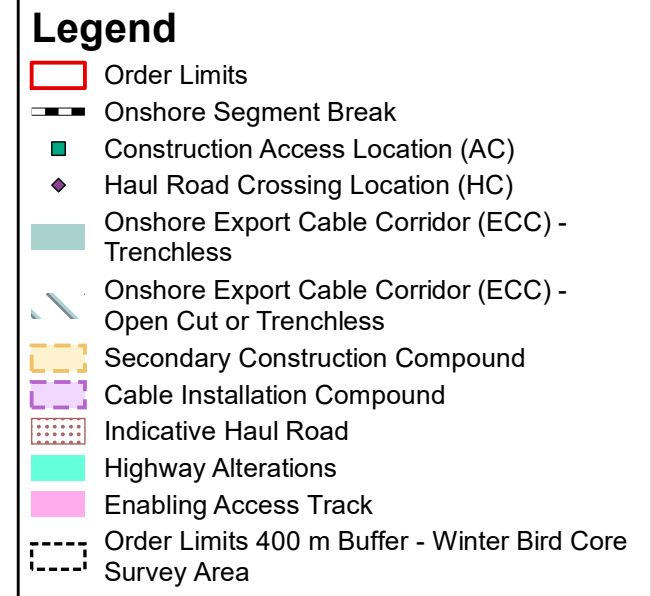 Legend
Order Limits
Onshore Segment Break
Construction Access Location (AC)
Haul Road Crossing Location (HC)
Onshore Export Cable Corridor (ECC) -
Trenchless
Onshore Export Cable Corridor (ECC) -
Open Cut or Trenchless
Secondary Construction Compound
Cable Installation Compound
Indicative Haul Road
Highway Alterations
Enabling Access Track
Order Limits 400 m Buffer - Winter Bird Core
Survey Area